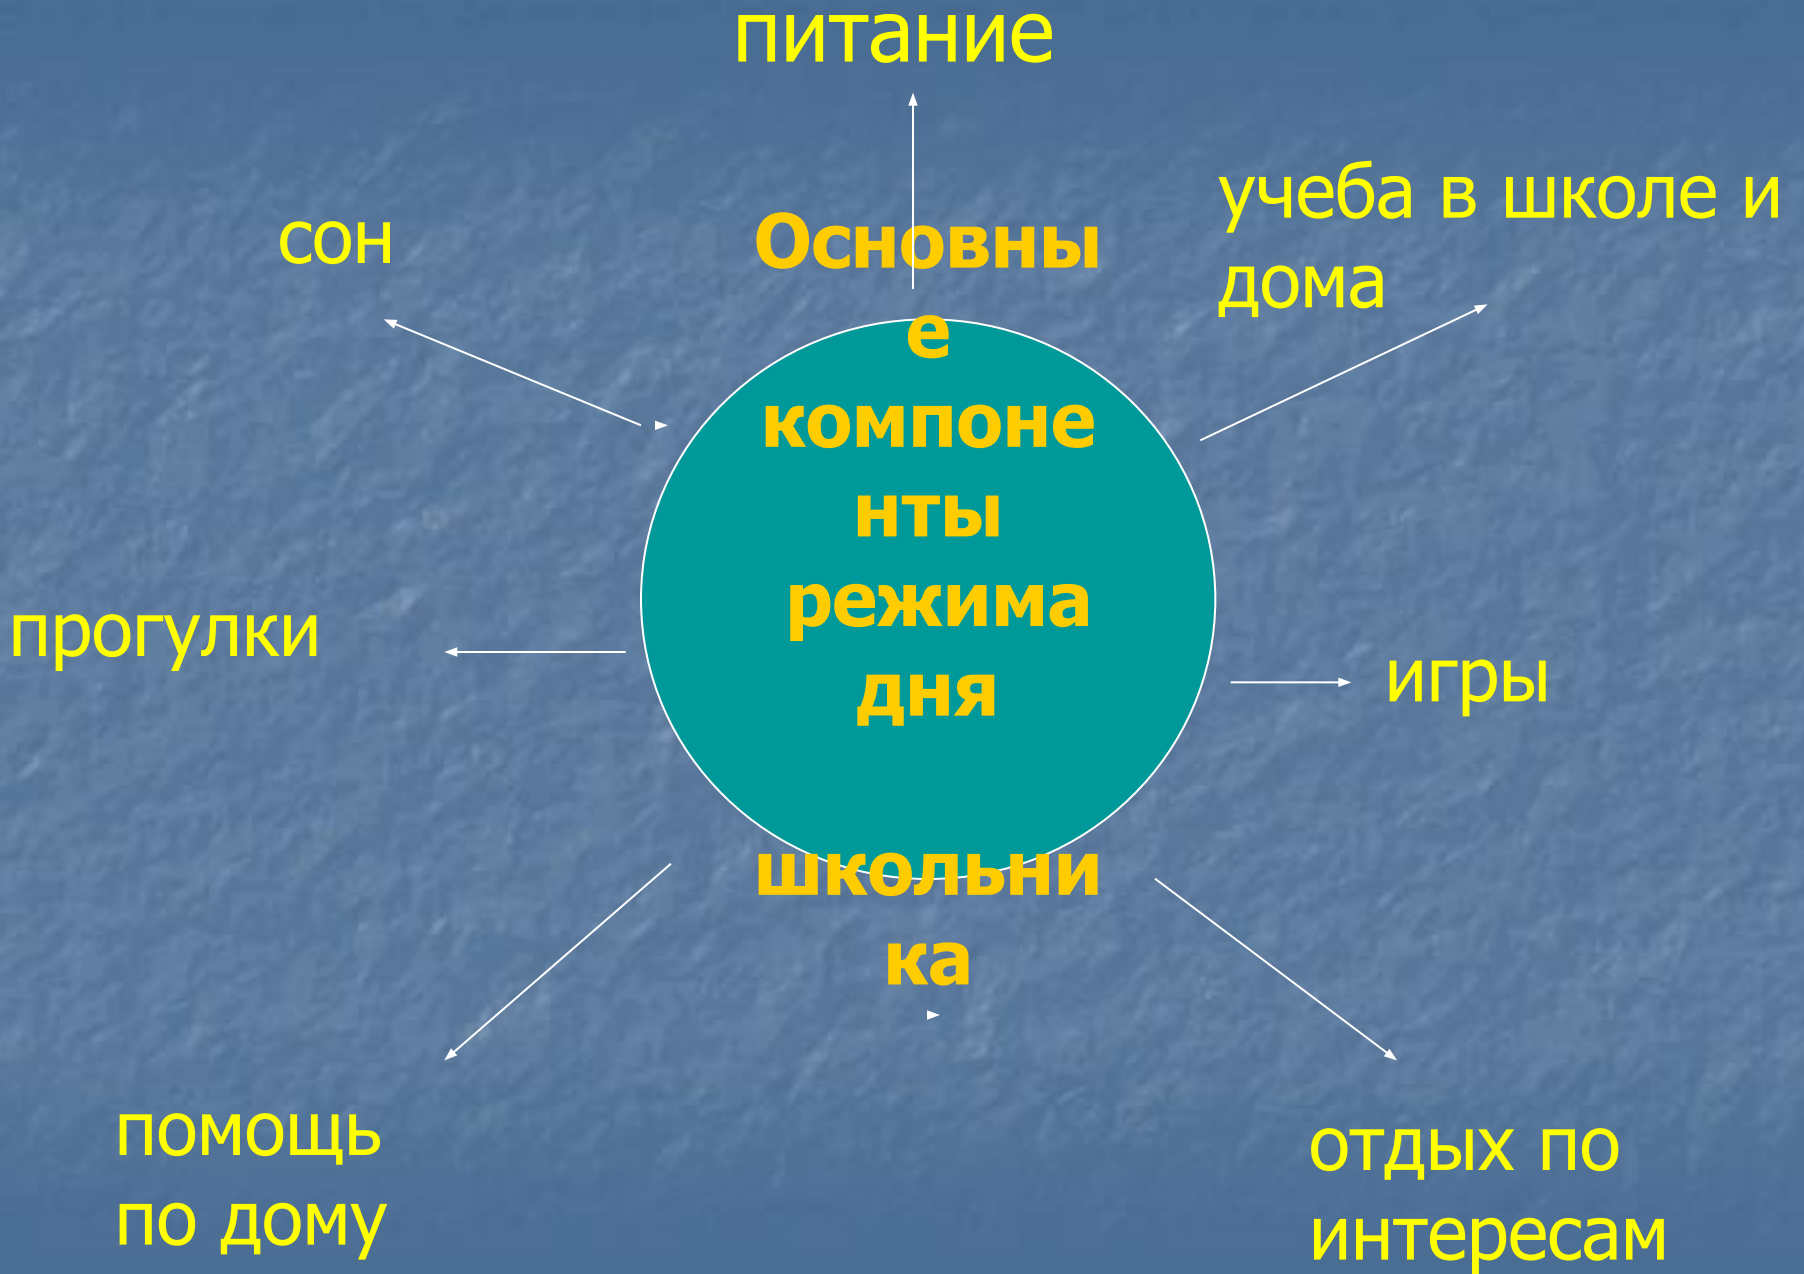 питание
учеба в школе и
дома
сон
Основны
е
компоне
нты
режима
дня
школьни
ка
прогулки
игры
помощь
по дому
отдых по
интересам